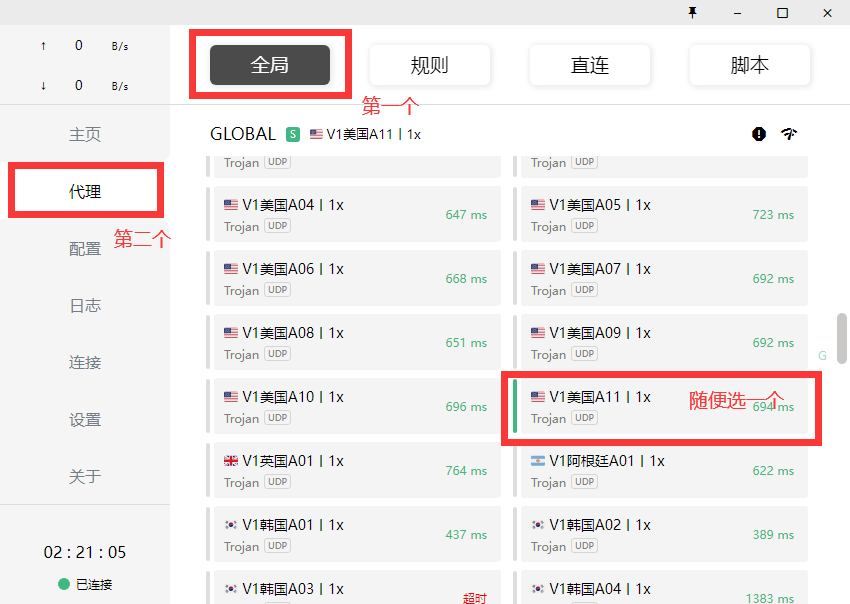 ↑ 0 B/s
↓ 0 B/s
主页
代理
第二个
配置
日志
连接
设置
关于
02 : 21 : 05
已连接
全局
规则
直连
脚本
第一个
GLOBAL S V1美国A11 | 1x
Trojan UDP
Trojan UDP
V1美国A04 | 1x
Trojan UDP
647 ms
V1美国A05 | 1x
Trojan UDP
723 ms
V1美国A06 | 1x
Trojan UDP
668 ms
V1美国A07 | 1x
Trojan UDP
692 ms
V1美国A08 | 1x
Trojan UDP
651 ms
V1美国A09 | 1x
Trojan UDP
692 ms
G
V1美国A10 | 1x
Trojan UDP
696 ms
V1美国A11 | 1x
Trojan UDP
694 ms
随便选一个
V1英国A01 | 1x
Trojan UDP
764 ms
V1阿根廷A01 | 1x
Trojan UDP
622 ms
V1韩国A01 | 1x
Trojan UDP
437 ms
V1韩国A02 | 1x
Trojan UDP
389 ms
V1韩国A03 | 1x
超时
V1韩国A04 | 1x
1383 ms